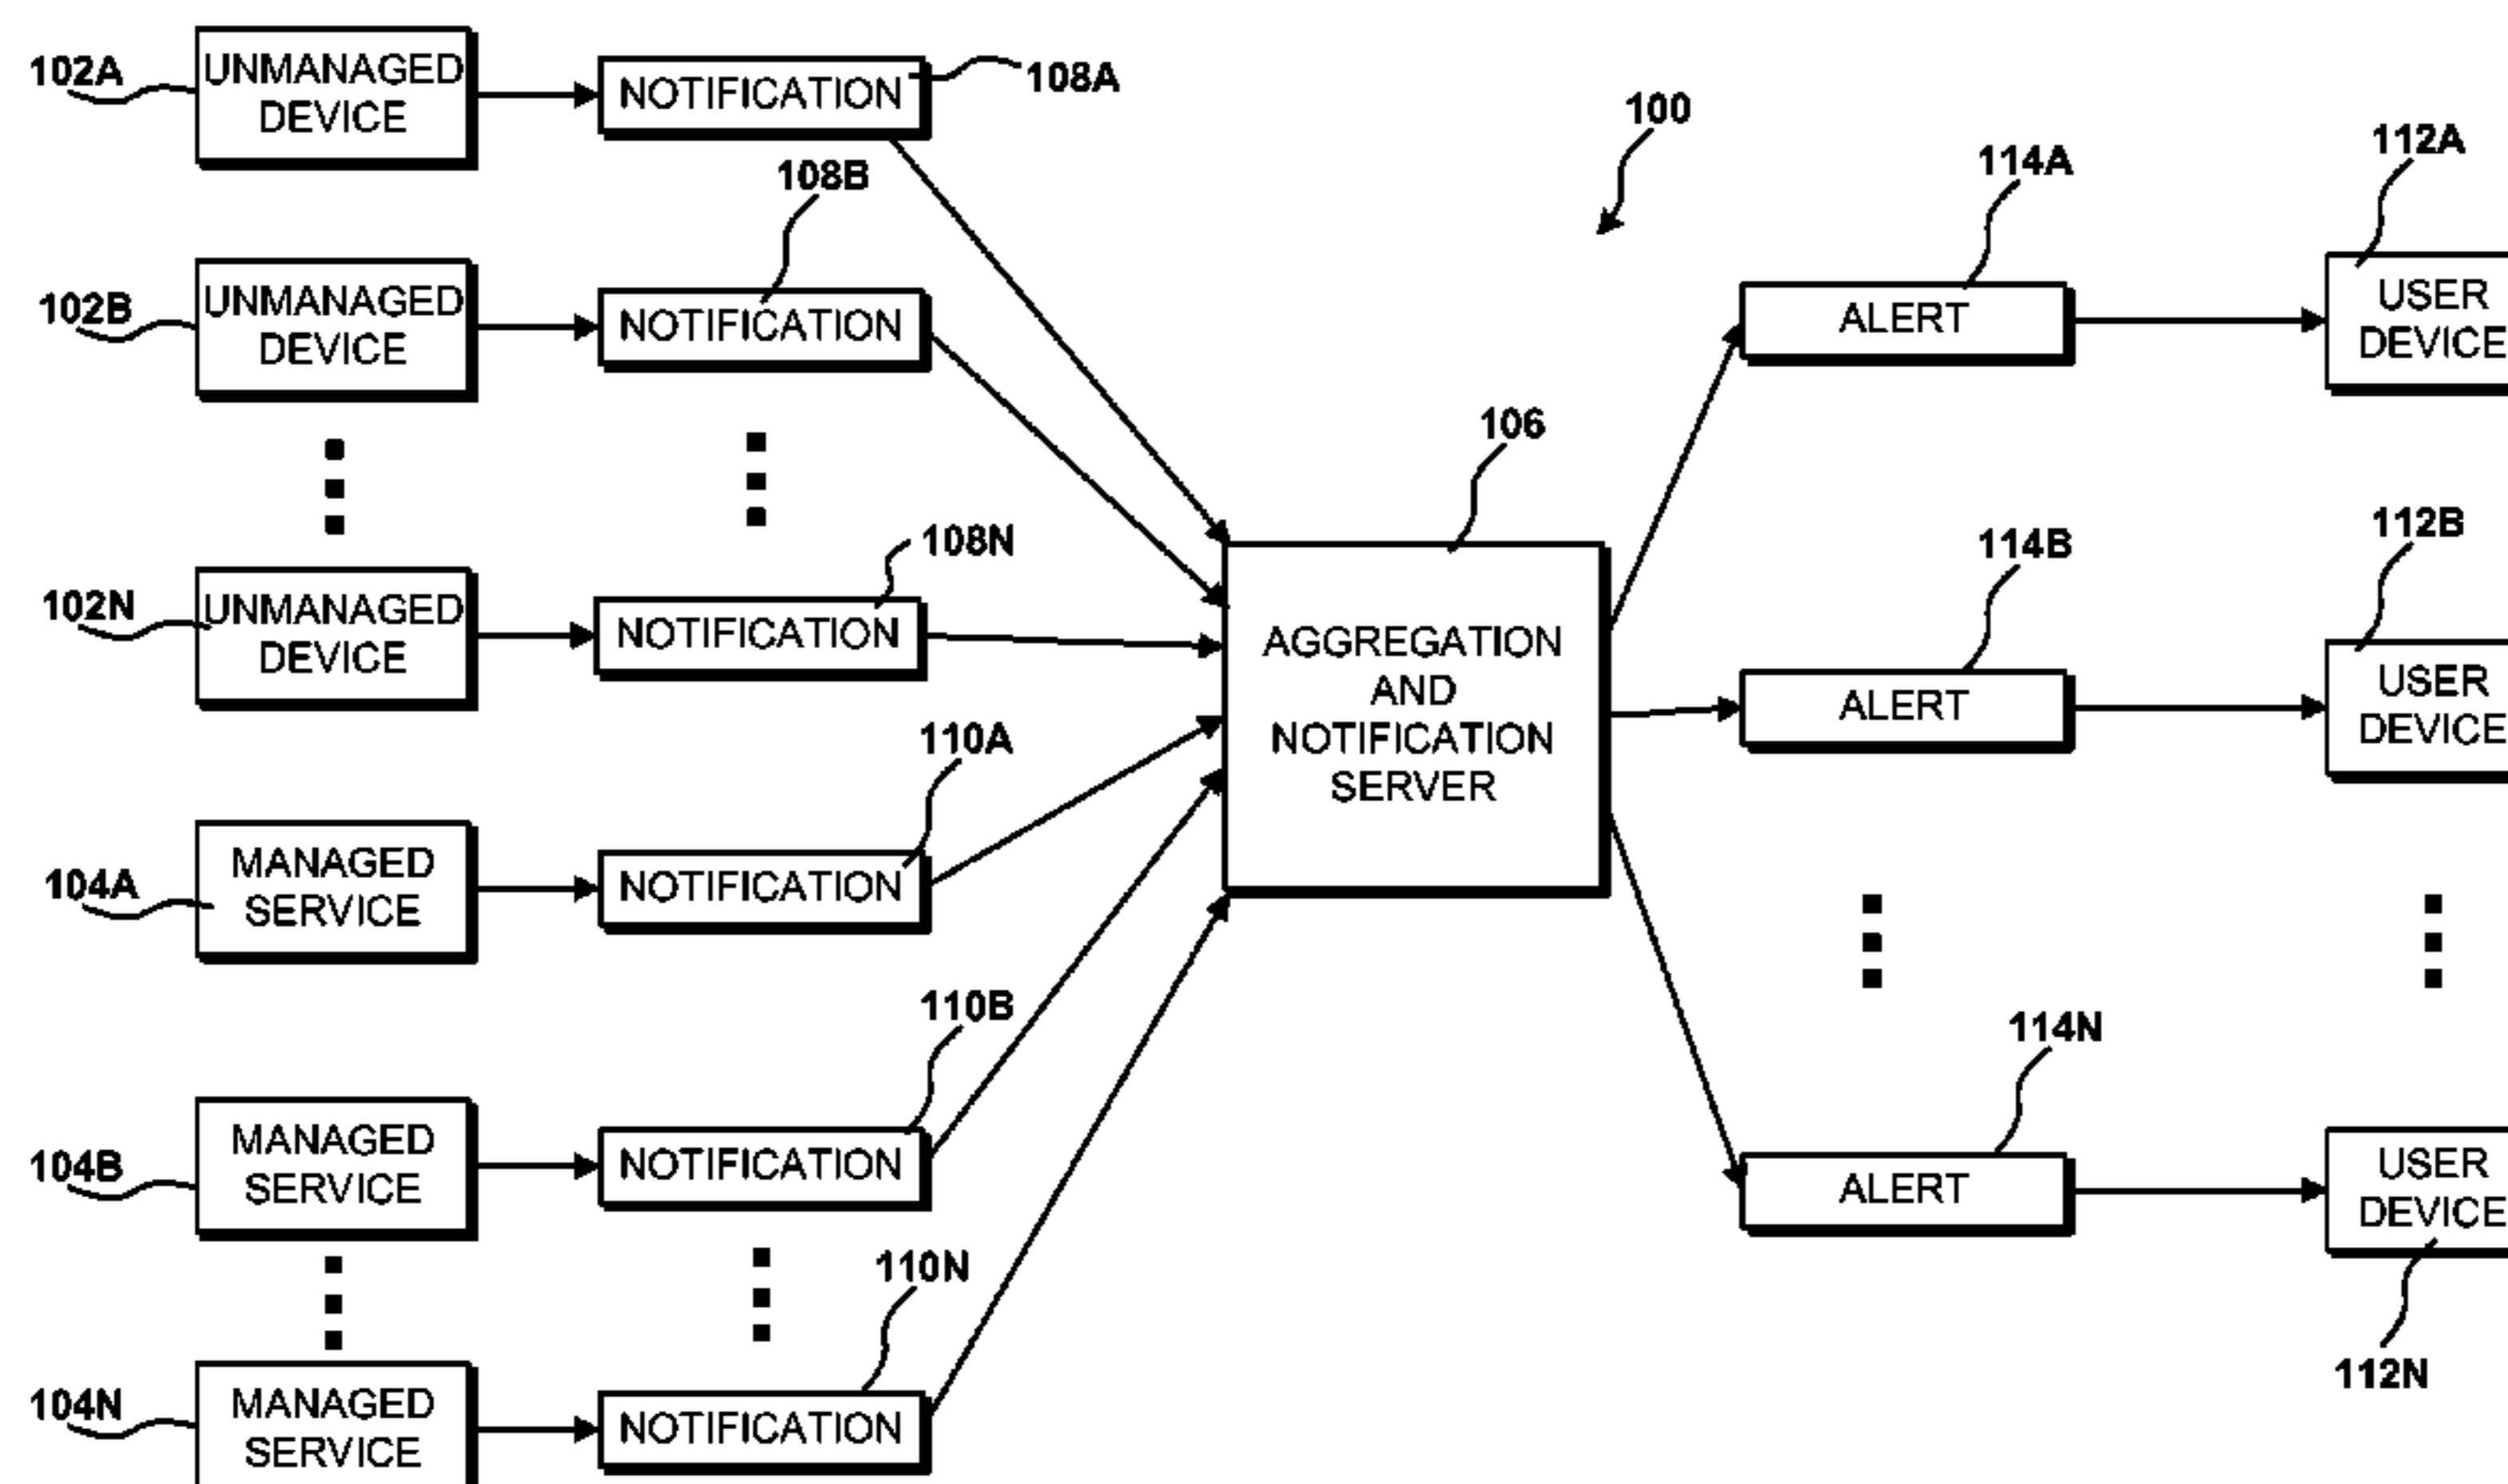 102A
UNMANAGED
DEVICE
NOTIFICATION
108A
108B
102B
UNMANAGED
DEVICE
NOTIFICATION
108N
102N
UNMANAGED
DEVICE
NOTIFICATION
110A
104A
MANAGED
SERVICE
NOTIFICATION
110B
104B
MANAGED
SERVICE
NOTIFICATION
110N
104N
MANAGED
SERVICE
NOTIFICATION
100
106
AGGREGATION
AND
NOTIFICATION
SERVER
114A
ALERT
112A
USER
DEVICE
114B
ALERT
112B
USER
DEVICE
114N
ALERT
USER
DEVICE
112N